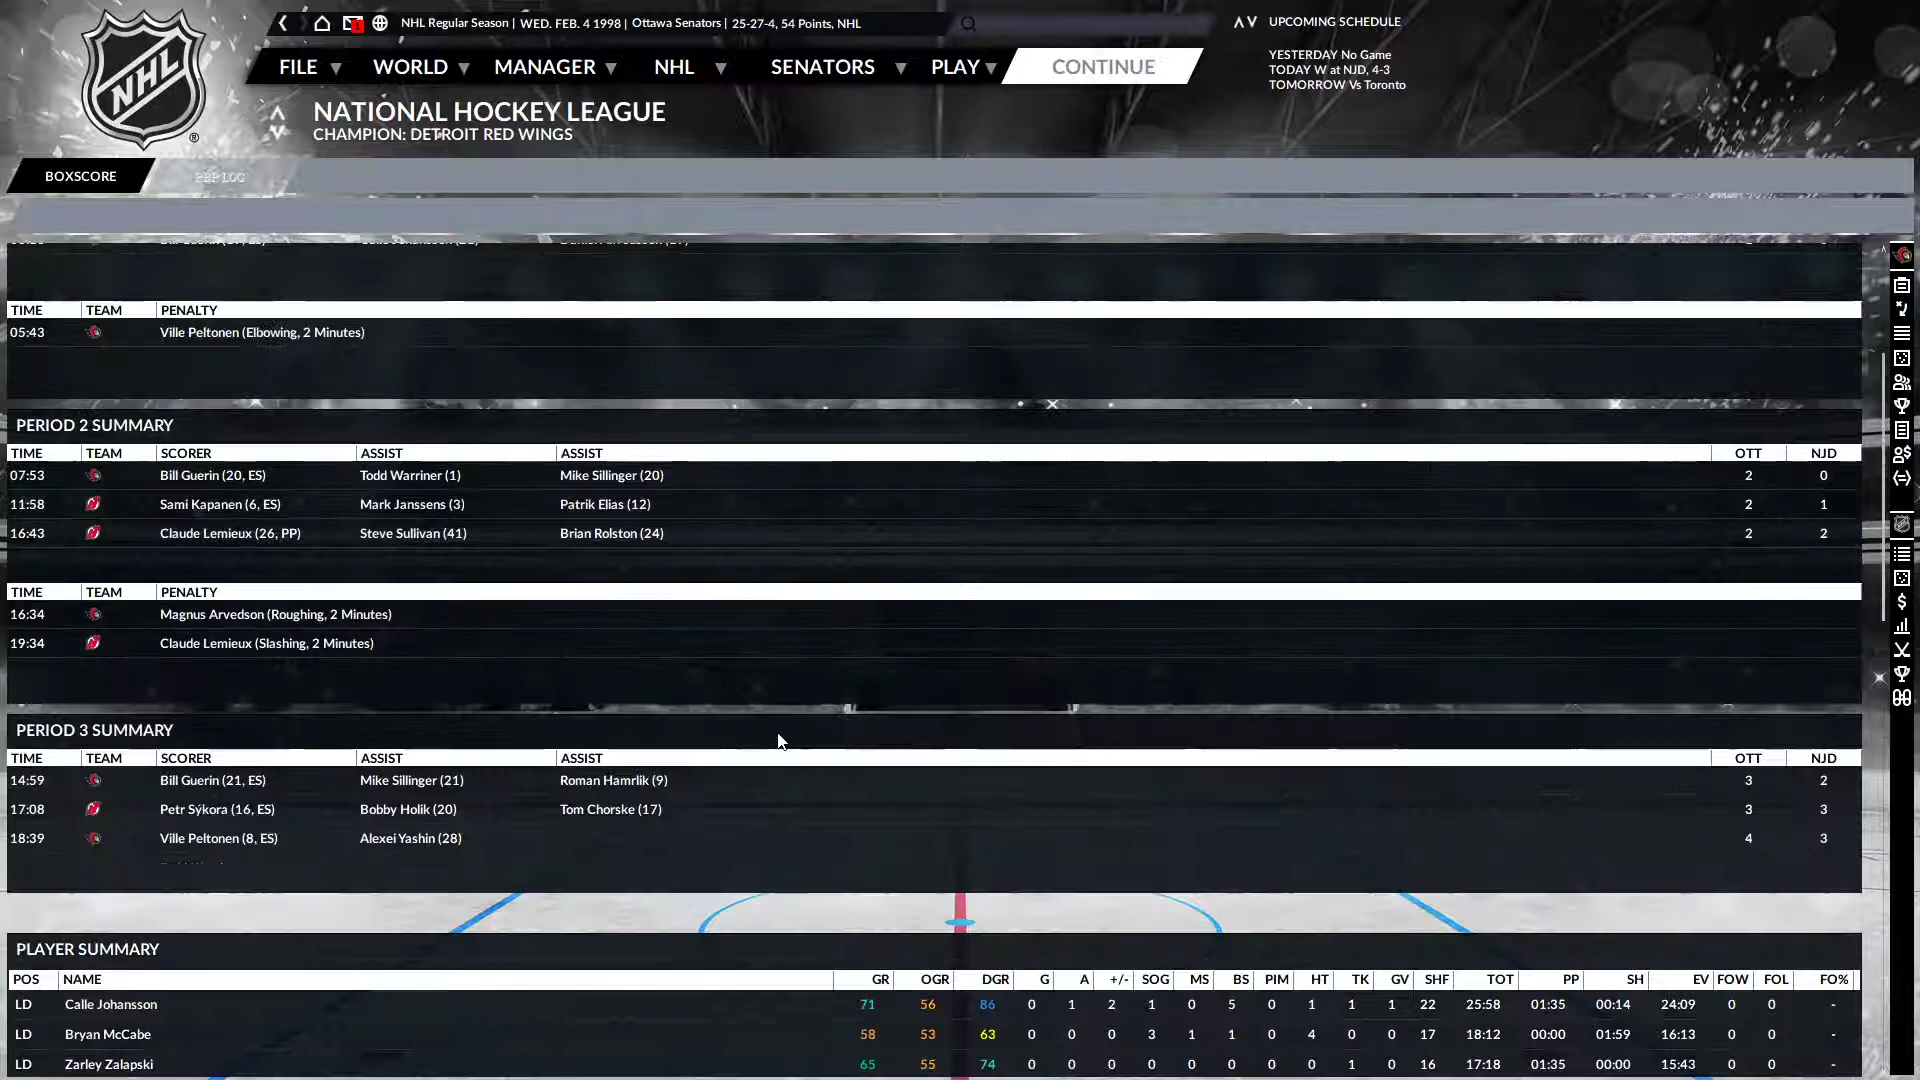 NHL Regular Season | WED. FEB. 4 1998 | Ottawa Senators | 25-27-4, 54 Points, NHL
UPCOMING SCHEDULE
YESTERDAY No Game
TODAY W at NJD, 4-3
TOMORROW Vs Toronto
FILE WORLD MANAGER NHL SENATORS PLAY CONTINUE
NHL
NATIONAL HOCKEY LEAGUE
CHAMPION: DETROIT RED WINGS
BOXSCORE PBP LOG
TIME TEAM PENALTY
05:43 Ville Peltonen (Elbowing, 2 Minutes)
PERIOD 2 SUMMARY
TIME TEAM SCORER ASSIST ASSIST OTT NJD
07:53 Bill Guerin (20, ES) Todd Warriner (1) Mike Sillinger (20) 2 0
11:58 Sami Kapanen (6, ES) Mark Janssens (3) Patrik Elias (12) 2 1
16:43 Claude Lemieux (26, PP) Steve Sullivan (41) Brian Rolston (24) 2 2
TIME TEAM PENALTY
16:34 Magnus Arvedson (Roughing, 2 Minutes)
19:34 Claude Lemieux (Slashing, 2 Minutes)
PERIOD 3 SUMMARY
TIME TEAM SCORER ASSIST ASSIST OTT NJD
14:59 Bill Guerin (21, ES) Mike Sillinger (21) Roman Hamrlik (9) 3 2
17:08 Petr Sýkora (16, ES) Bobby Holik (20) Tom Chorske (17) 3 3
18:39 Ville Peltonen (8, ES) Alexei Yashin (28) 4 3
PLAYER SUMMARY
POS NAME GR OGR DGR G A +/- SOG MS BS PIM HT TK GV SHF TOT PP SH EV FOW FOL FO%
LD Calle Johansson 71 56 86 0 1 2 1 0 5 0 1 1 1 22 25:58 01:35 00:14 24:09 0 0 -
LD Bryan McCabe 58 53 63 0 0 0 3 1 1 0 4 0 0 17 18:12 00:00 01:59 16:13 0 0 -
LD Zarley Zalapski 65 55 74 0 0 0 0 0 0 0 0 1 0 16 17:18 01:35 00:00 15:43 0 0 -